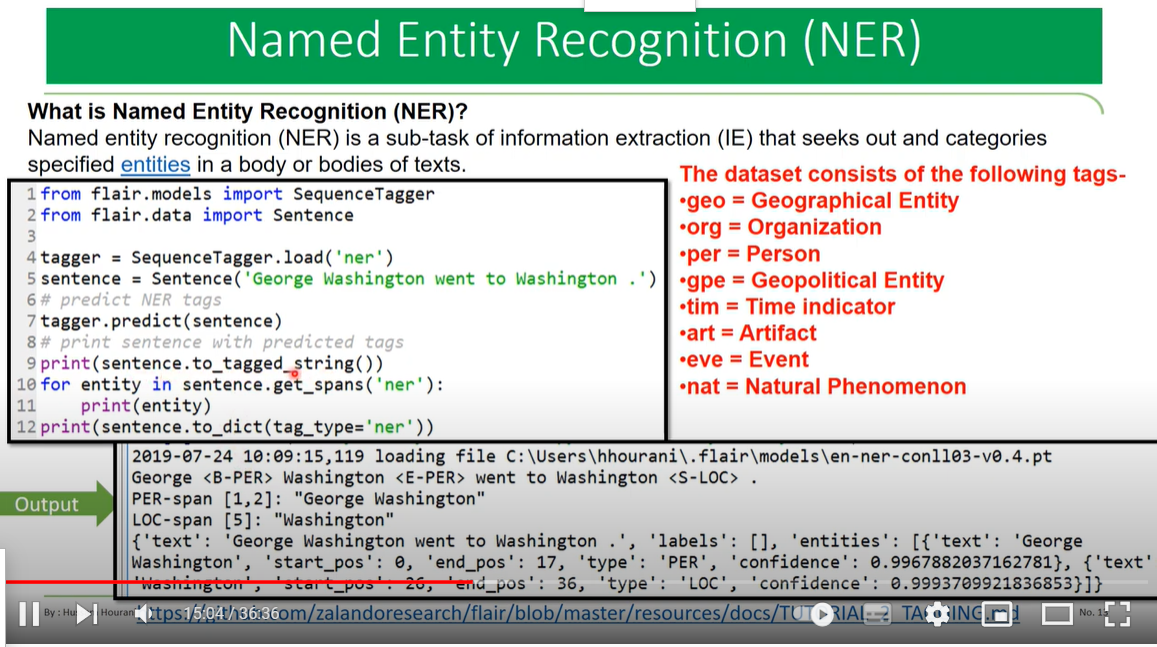 Named Entity Recognition (NER)
What is Named Entity Recognition (NER)?
Named entity recognition (NER) is a sub-task of information extraction (IE) that seeks out and categories
specified entities in a body or bodies of texts.
1 from flair.models import SequenceTagger
2 from flair.data import Sentence
3
4 tagger = SequenceTagger.load('ner')
5 sentence = Sentence('George Washington went to Washington .')
6 # predict NER tags
7 tagger.predict(sentence)
8 # print sentence with predicted tags
9 print(sentence.to_tagged_string())
10 for entity in sentence.get_spans('ner'):
11     print(entity)
12 print(sentence.to_dict(tag_type='ner'))
The dataset consists of the following tags-
•geo = Geographical Entity
•org = Organization
•per = Person
•gpe = Geopolitical Entity
•tim = Time indicator
•art = Artifact
•eve = Event
•nat = Natural Phenomenon
Output
2019-07-24 10:09:15,119 loading file C:\Users\hhourani\.flair\models\en-ner-conll03-v0.4.pt
George <B-PER> Washington <E-PER> went to Washington <S-LOC> .
PER-span [1,2]: "George Washington"
LOC-span [5]: "Washington"
{'text': 'George Washington went to Washington .', 'labels': [], 'entities': [{'text': 'George
Washington', 'start_pos': 0, 'end_pos': 17, 'type': 'PER', 'confidence': 0.9967882037162781}, {'text'
'Washington', 'start_pos': 26, 'end_pos': 36, 'type': 'LOC', 'confidence': 0.9993709921836853}]}
By :
15:04 / 36:36
om/zalandoresearch/flair/blob/master/resources/docs/
No.